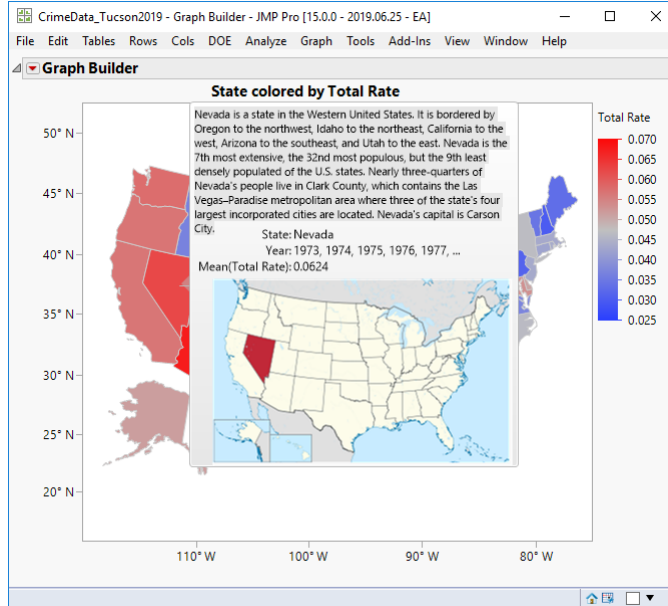 CrimeData_Tucson2019 - Graph Builder - JMP Pro [15.0.0 - 2019.06.25 - EA]
File Edit Tables Rows Cols DOE Analyze Graph Tools Add-Ins View Window Help
Graph Builder
State colored by Total Rate
Nevada is a state in the Western United States. It is bordered by
Oregon to the northwest, Idaho to the northeast, California to the
west, Arizona to the southeast, and Utah to the east. Nevada is the
7th most extensive, the 32nd most populous, but the 9th least
densely populated of the U.S. states. Nearly three-quarters of
Nevada's people live in Clark County, which contains the Las
Vegas–Paradise metropolitan area where three of the state's four
largest incorporated cities are located. Nevada's capital is Carson
City.
State: Nevada
Year: 1973, 1974, 1975, 1976, 1977, ...
Mean(Total Rate): 0.0624
50° N
45° N
40° N
35° N
30° N
25° N
20° N
110° W 100° W 90° W 80° W
Total Rate
0.070
0.065
0.060
0.055
0.050
0.045
0.040
0.035
0.030
0.025